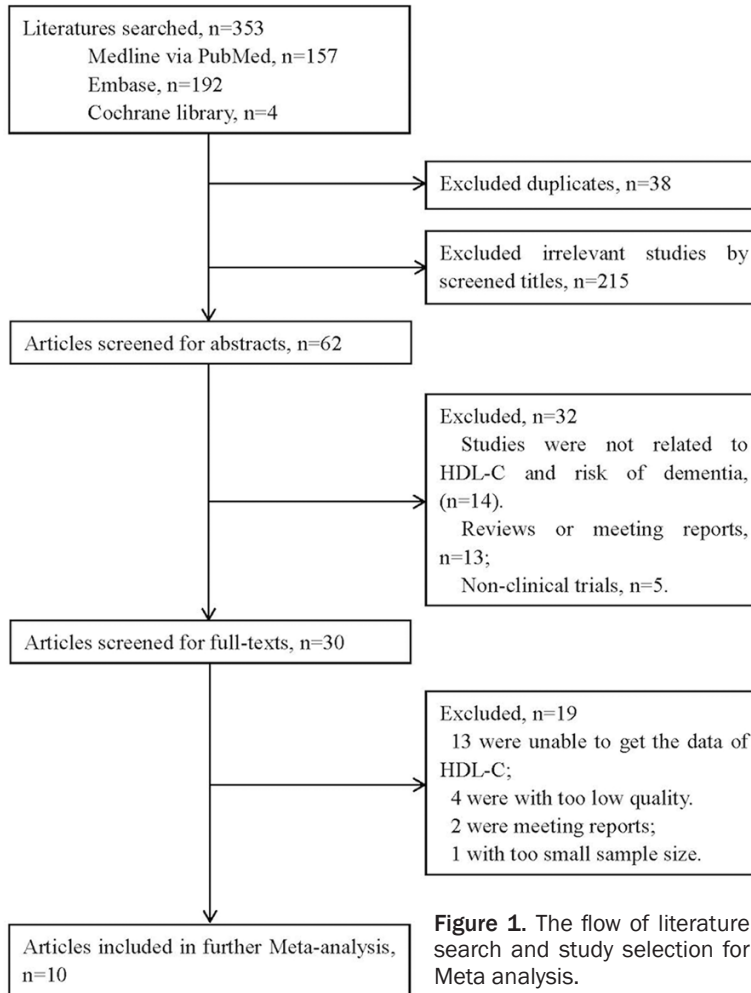 Literatures searched, n=353
Medline via PubMed, n=157
Embase, n=192
Cochrane library, n=4
Excluded duplicates, n=38
Excluded irrelevant studies by
screened titles, n=215
Articles screened for abstracts, n=62
Excluded, n=32
Studies were not related to
HDL-C and risk of dementia,
(n=14).
Reviews or meeting reports,
n=13;
Non-clinical trials, n=5.
Articles screened for full-texts, n=30
Excluded, n=19
13 were unable to get the data of
HDL-C;
4 were with too low quality.
2 were meeting reports;
1 with too small sample size.
Articles included in further Meta-analysis,
n=10
Figure 1. The flow of literature
search and study selection for
Meta analysis.